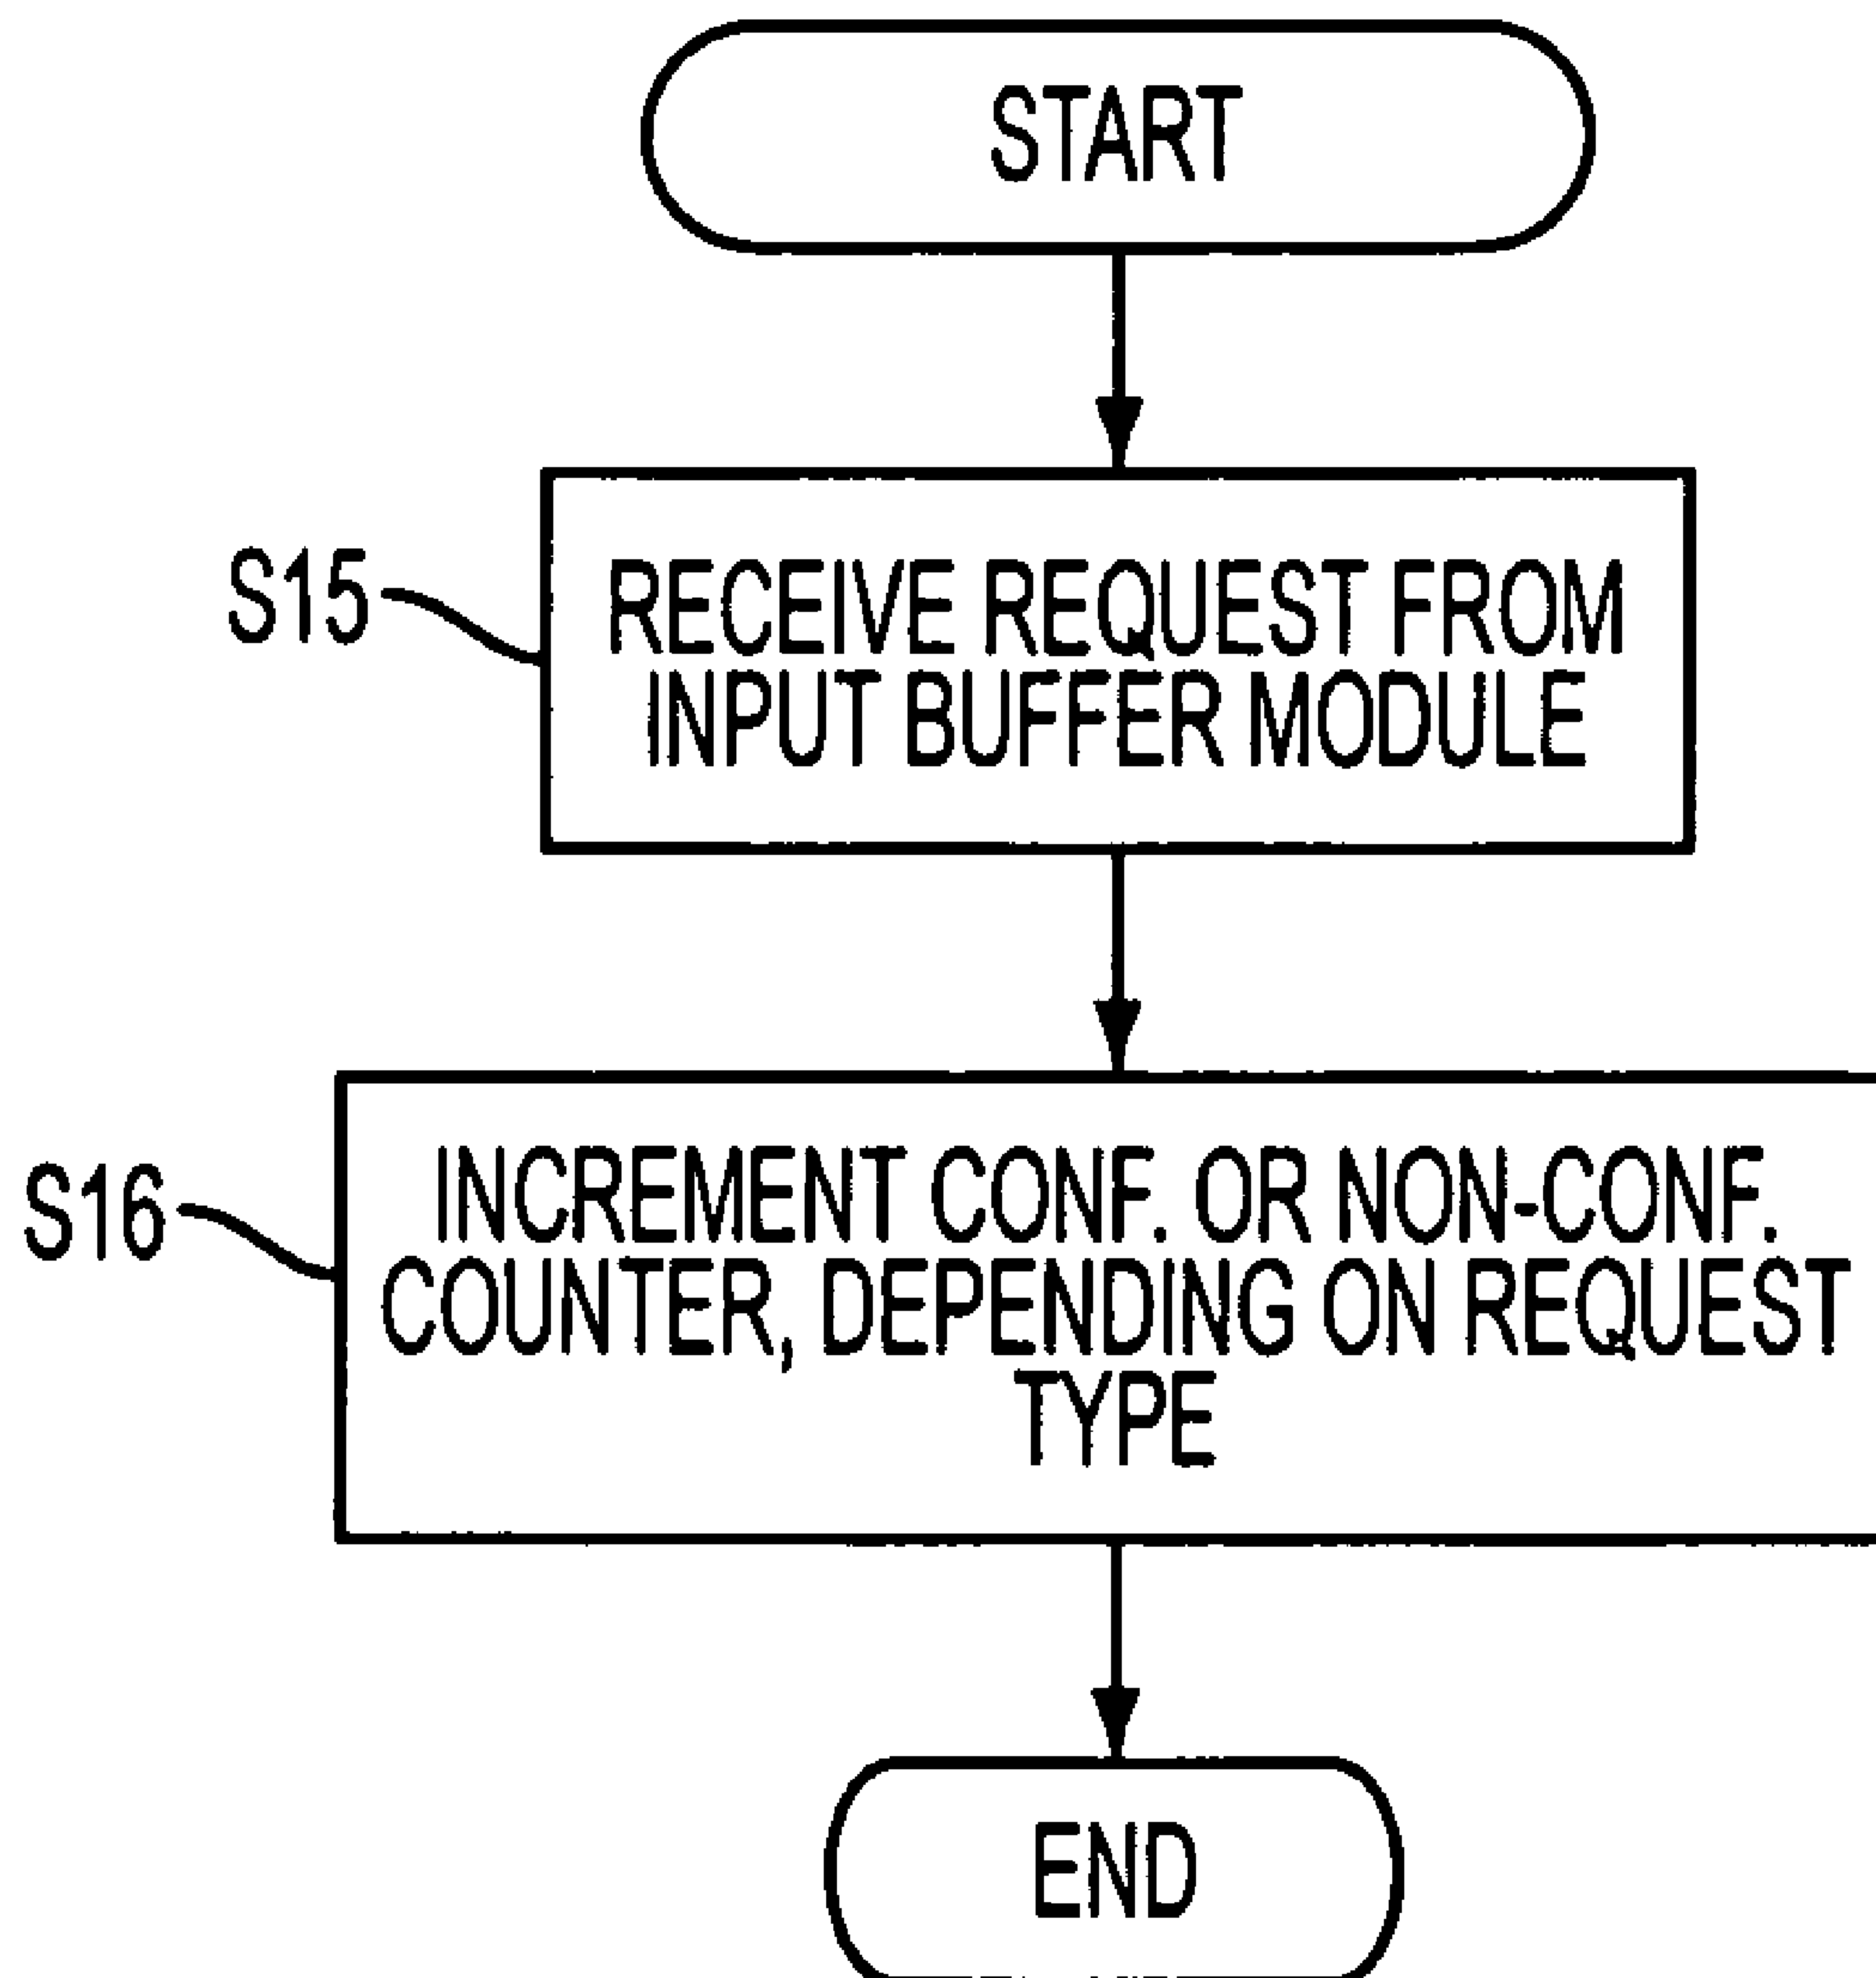 START
S15
RECEIVE REQUEST FROM
INPUT BUFFER MODULE
S16
INCREMENT CONF. OR NON-CONF.
COUNTER, DEPENDING ON REQUEST
TYPE
END